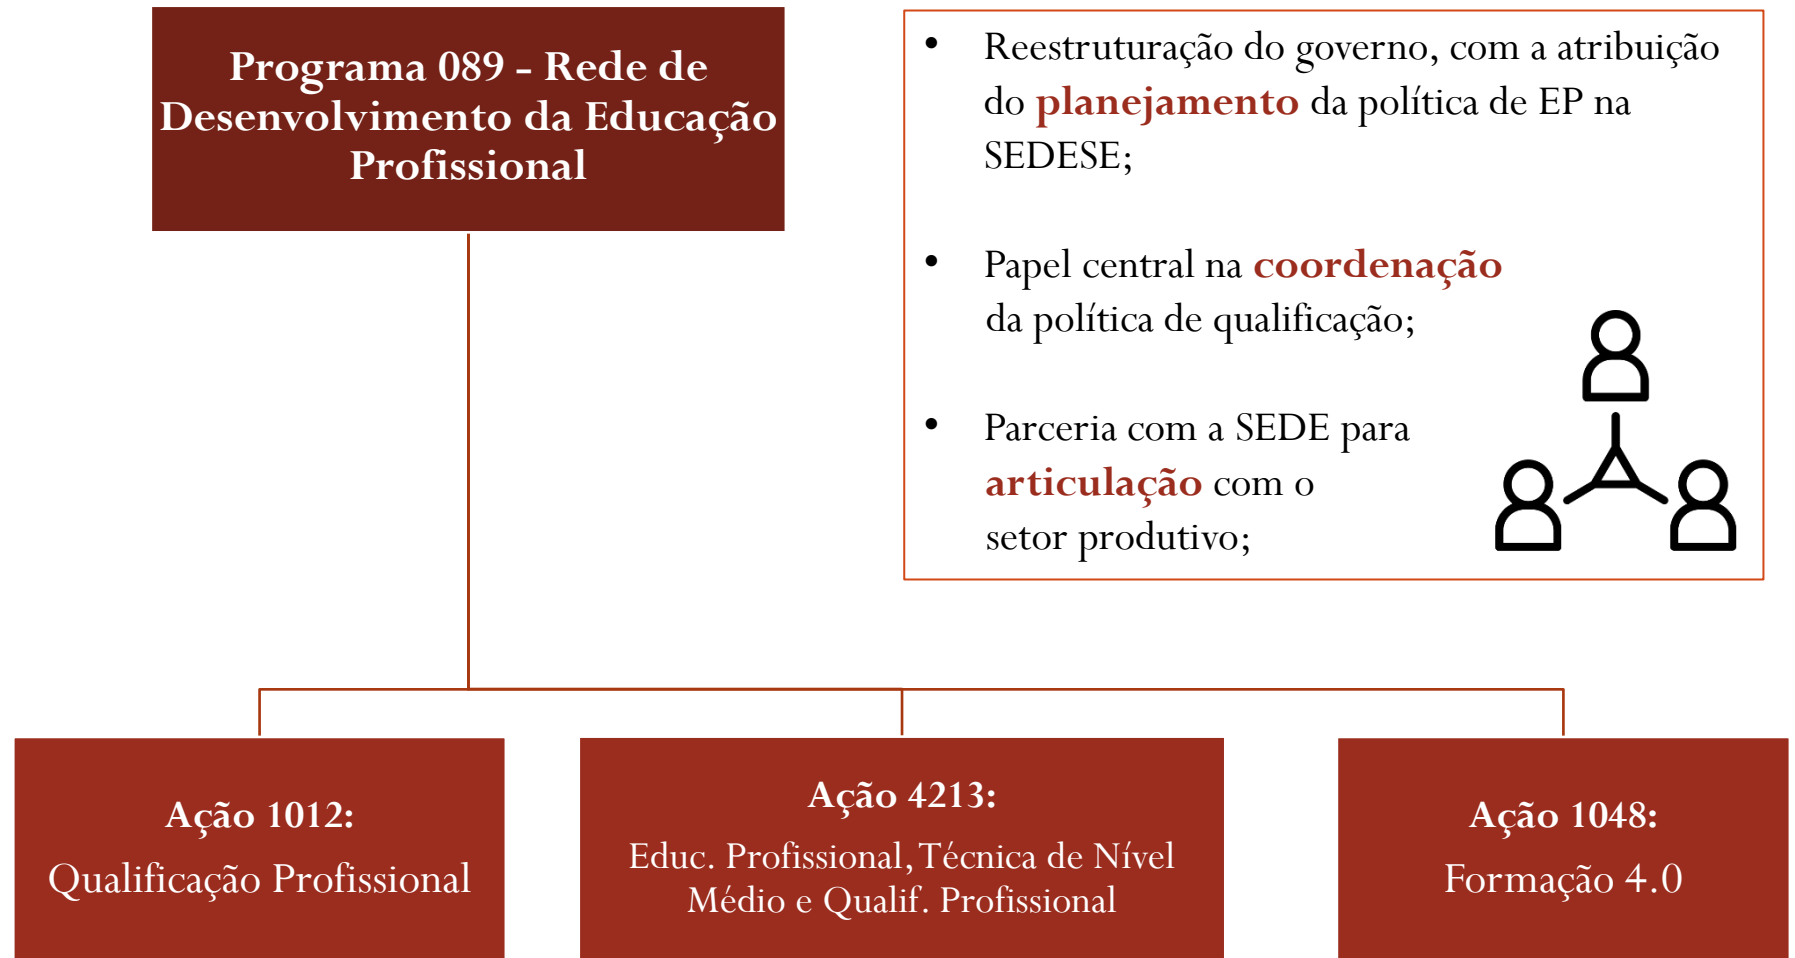 Programa 089 - Rede de
Desenvolvimento da Educação
Profissional
• Reestruturação do governo, com a atribuição
do planejamento da política de EP na
SEDESE;
• Papel central na coordenação
da política de qualificação;
• Parceria com a SEDE para
articulação com o
setor produtivo;
Ação 1012:
Qualificação Profissional
Ação 4213:
Educ. Profissional, Técnica de Nível
Médio e Qualif. Profissional
Ação 1048:
Formação 4.0